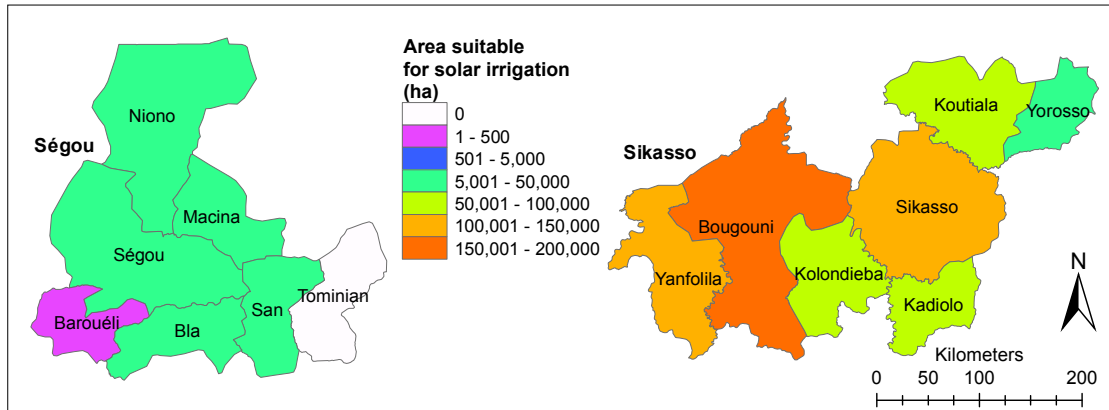 Ségou
Niono
Macina
Ségou
Barouéli
Bla
San
Tominian
Area suitable
for solar irrigation
(ha)
0
1 - 500
501 - 5,000
5,001 - 50,000
50,001 - 100,000
100,001 - 150,000
150,001 - 200,000
Sikasso
Koutiala
Yorosso
Sikasso
Bougouni
Yanfolila
Kolondieba
Kadiolo
N
Kilometers
0 50 100 200